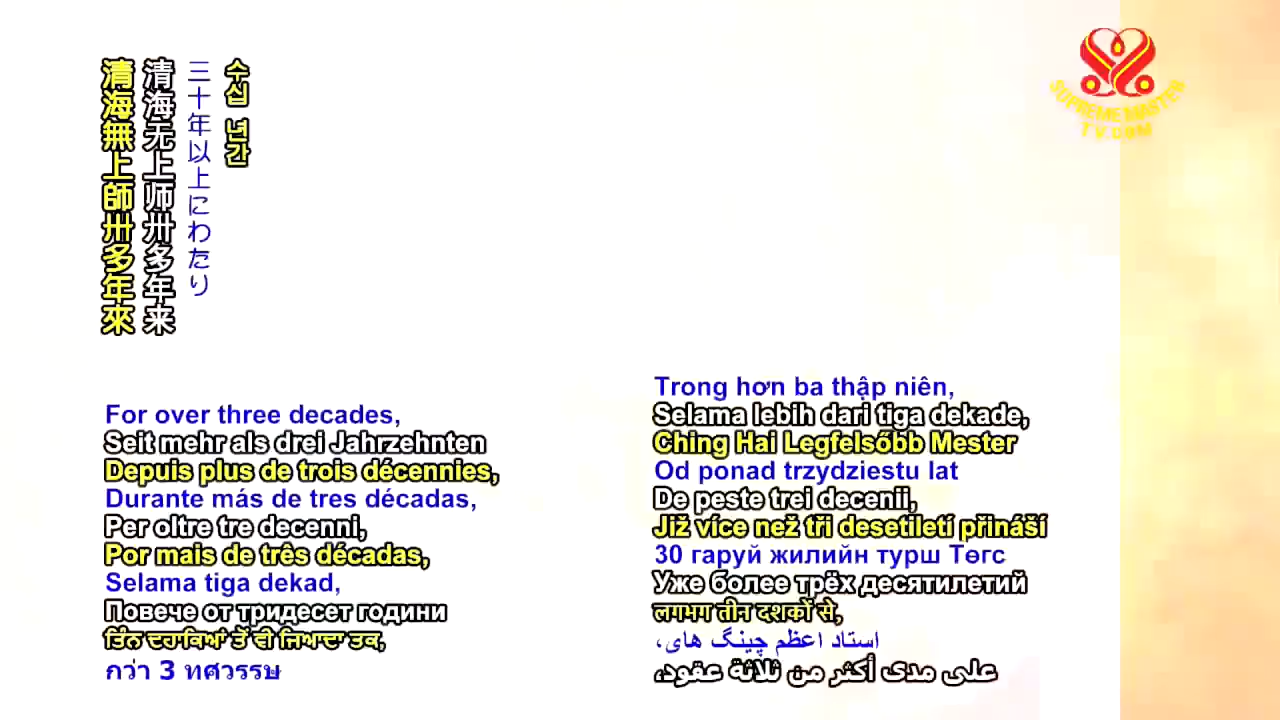 清海無上師卅多年來
清海无上师卅多年来
三十年以上にわたり
수십 년간
SUPREME MASTER
TV.COM
For over three decades,
Seit mehr als drei Jahrzehnten
Depuis plus de trois décennies,
Durante más de tres décadas,
Per oltre tre decenni,
Por mais de três décadas,
Selama tiga dekad,
Повече от тридесет години
ਤਿੰਨ ਦਹਾਕਿਆਂ ਤੋਂ ਵੀ ਜਿਆਦਾ ਤਕ,
กว่า 3 ทศวรรษ
Trong hơn ba thập niên,
Selama lebih dari tiga dekade,
Ching Hai Legfelsőbb Mester
Od ponad trzydziestu lat
De peste trei decenii,
Již více než tři desetiletí přináší
30 гаруй жилийн турш Төгс
Уже более трёх десятилетий
लगभग तीन दशकों से,
استاد اعظم چینگ های،
على مدى أكثر من ثلاثة عقود،